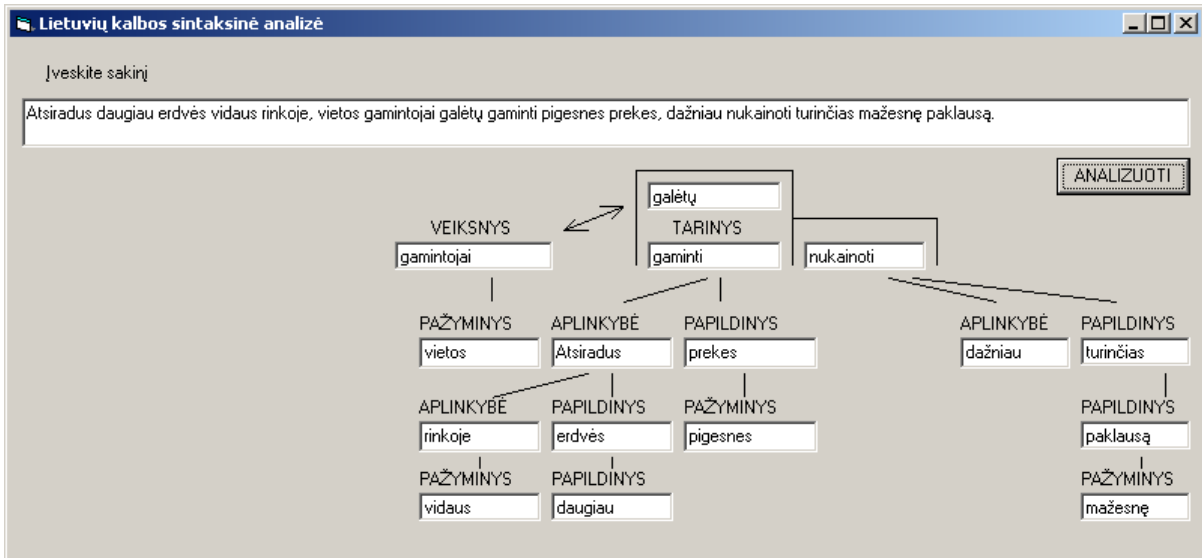 Lietuvių kalbos sintaksinė analizė
Įveskite sakinį
Atsiradus daugiau erdvės vidaus rinkoje, vietos gamintojai galėtų gaminti pigesnes prekes, dažniau nukainoti turinčias mažesnę paklausą.
ANALIZUOTI
galėtų
VEIKSNYS TARINYS
gamintojai gaminti nukainoti
PAŽYMINYS APLINKYBĖ PAPILDINYS APLINKYBĖ PAPILDINYS
vietos Atsiradus prekes dažniau turinčias
APLINKYBĖ PAPILDINYS PAŽYMINYS PAPILDINYS
rinkoje erdvės pigesnes paklausą
PAŽYMINYS PAPILDINYS PAŽYMINYS
vidaus daugiau mažesnę